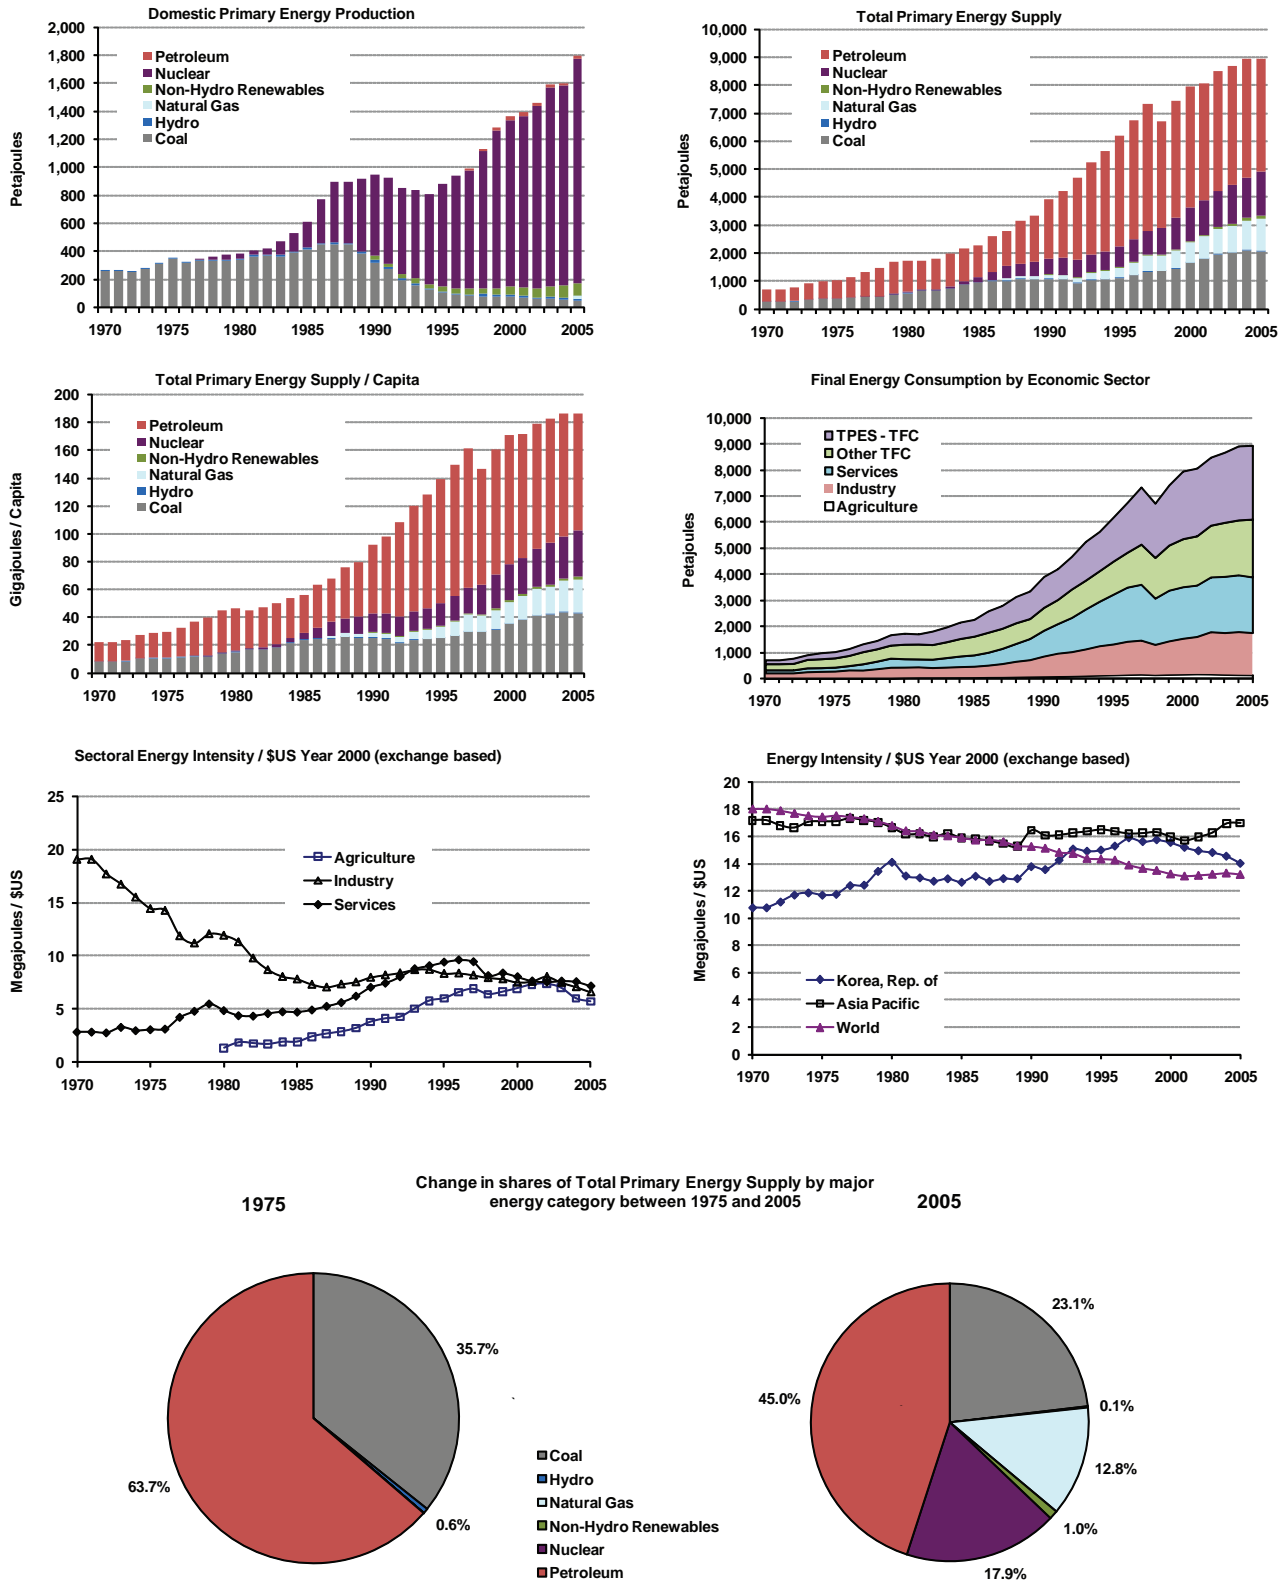 Domestic Primary Energy Production
2,000
1,800
1,600
1,400
1,200
1,000
800
600
400
200
0
Petajoules
Petroleum
Nuclear
Non-Hydro Renewables
Natural Gas
Hydro
Coal
1970 1975 1980 1985 1990 1995 2000 2005
Total Primary Energy Supply
10,000
9,000
8,000
7,000
6,000
5,000
4,000
3,000
2,000
1,000
0
Petajoules
Petroleum
Nuclear
Non-Hydro Renewables
Natural Gas
Hydro
Coal
1970 1975 1980 1985 1990 1995 2000 2005
Total Primary Energy Supply / Capita
200
180
160
140
120
100
80
60
40
20
0
Gigajoules / Capita
Petroleum
Nuclear
Non-Hydro Renewables
Natural Gas
Hydro
Coal
1970 1975 1980 1985 1990 1995 2000 2005
Final Energy Consumption by Economic Sector
10,000
9,000
8,000
7,000
6,000
5,000
4,000
3,000
2,000
1,000
0
Petajoules
TPES - TFC
Other TFC
Services
Industry
Agriculture
1970 1975 1980 1985 1990 1995 2000 2005
Sectoral Energy Intensity / $US Year 2000 (exchange based)
25
20
15
10
5
0
Megajoules / $US
Agriculture
Industry
Services
1970 1975 1980 1985 1990 1995 2000 2005
Energy Intensity / $US Year 2000 (exchange based)
20
18
16
14
12
10
8
6
4
2
0
Megajoules / $US
Korea, Rep. of
Asia Pacific
World
1970 1975 1980 1985 1990 1995 2000 2005
Change in shares of Total Primary Energy Supply by major
energy category between 1975 and 2005
1975
2005
35.7%
63.7%
0.6%
Coal
Hydro
Natural Gas
Non-Hydro Renewables
Nuclear
Petroleum
23.1%
45.0%
0.1%
12.8%
1.0%
17.9%